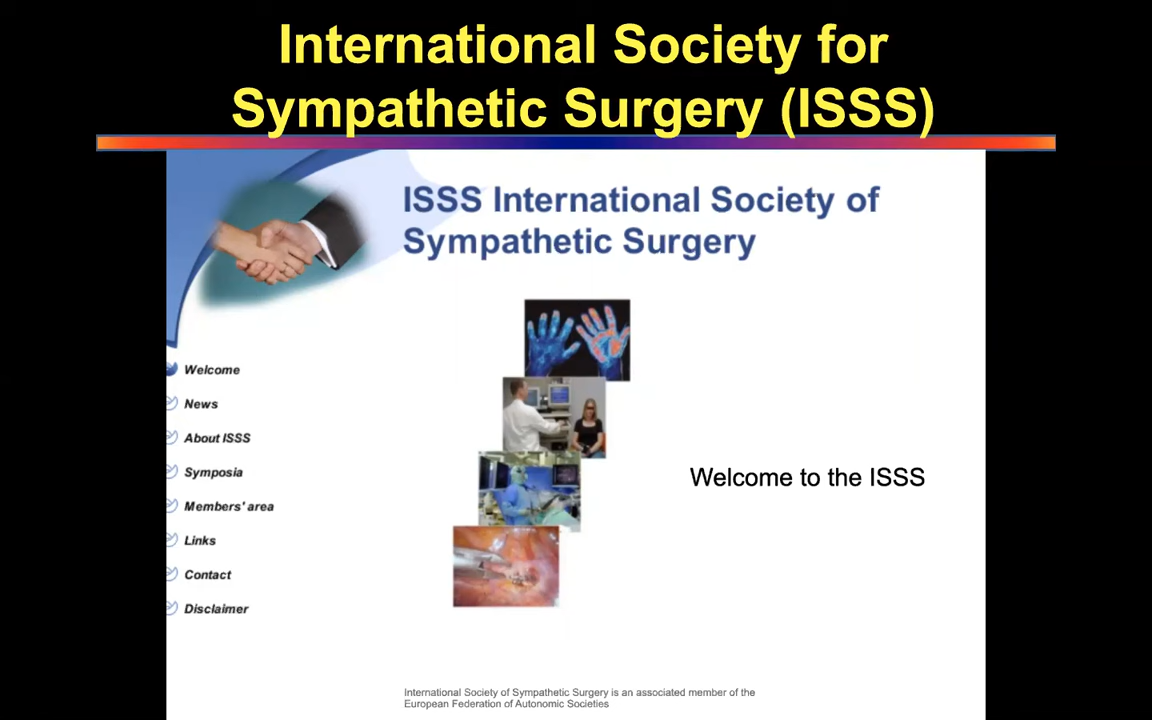 International Society for
Sympathetic Surgery (ISSS)
ISSS International Society of
Sympathetic Surgery
Welcome
News
About ISSS
Symposia
Members' area
Links
Contact
Disclaimer
Welcome to the ISSS
International Society of Sympathetic Surgery is an associated member of the
European Federation of Autonomic Societies